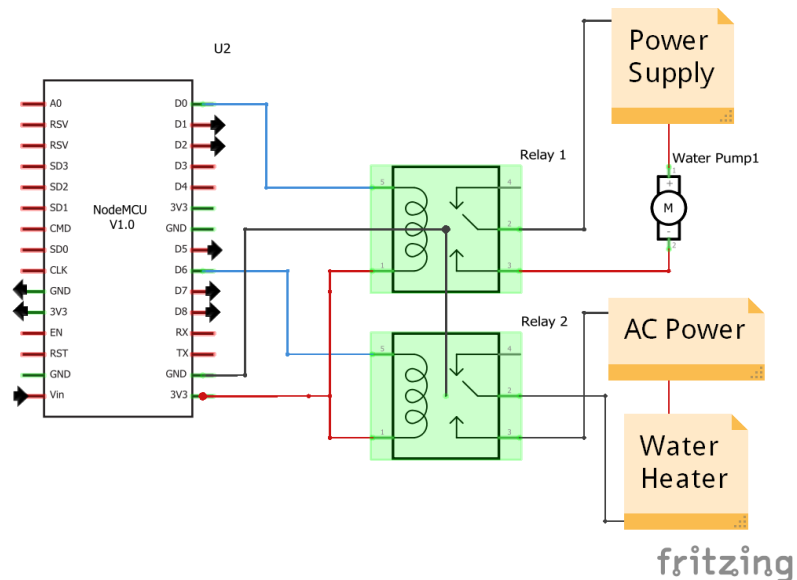 U2
A0
RSV
RSV
SD3
SD2
SD1
CMD
SD0
CLK
GND
3V3
EN
RST
GND
Vin
NodeMCU
V1.0
D0
D1
D2
D3
D4
3V3
GND
D5
D6
D7
D8
RX
TX
GND
3V3
Relay 1
5
1
4
2
3
Relay 2
5
1
4
2
3
Power
Supply
Water Pump1
1
+
M
-
2
AC Power
Water
Heater
fritzing